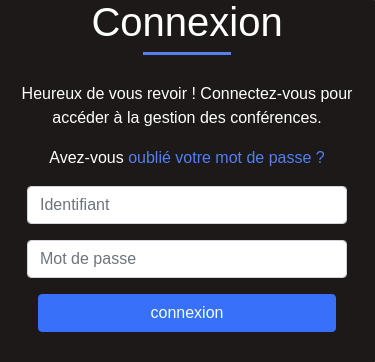 Connexion
Heureux de vous revoir ! Connectez-vous pour
accéder à la gestion des conférences.
Avez-vous oublié votre mot de passe ?
Identifiant
Mot de passe
connexion